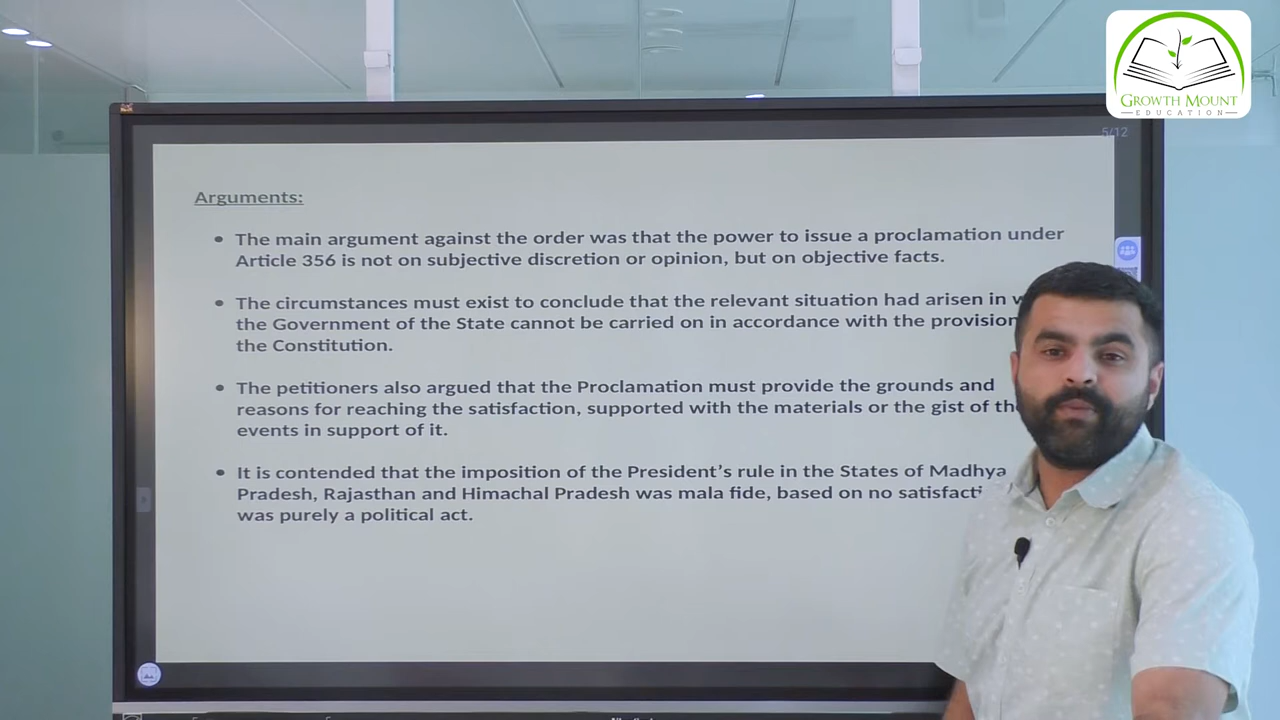 GROWTH MOUNT
EDUCATION
5/12
Arguments:
• The main argument against the order was that the power to issue a proclamation under
Article 356 is not on subjective discretion or opinion, but on objective facts.
• The circumstances must exist to conclude that the relevant situation had arisen in
the Government of the State cannot be carried on in accordance with the provision
the Constitution.
• The petitioners also argued that the Proclamation must provide the grounds and
reasons for reaching the satisfaction, supported with the materials or the gist of
events in support of it.
• It is contended that the imposition of the President's rule in the States of Madhya
Pradesh, Rajasthan and Himachal Pradesh was mala fide, based on no
was purely a political act.